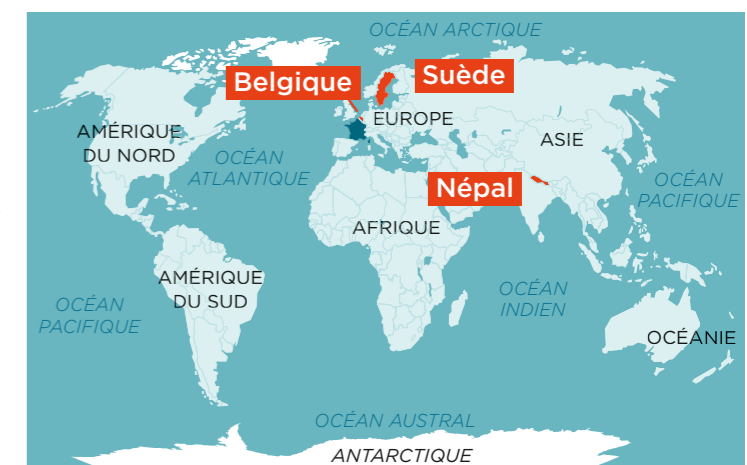 OCÉAN ARCTIQUE
Belgique
Suède
EUROPE
AMÉRIQUE
DU NORD
ASIE
OCÉAN
ATLANTIQUE
Népal
OCÉAN
PACIFIQUE
AFRIQUE
AMÉRIQUE
DU SUD
OCÉAN
INDIEN
OCÉAN
PACIFIQUE
OCÉANIE
OCÉAN AUSTRAL
ANTARCTIQUE